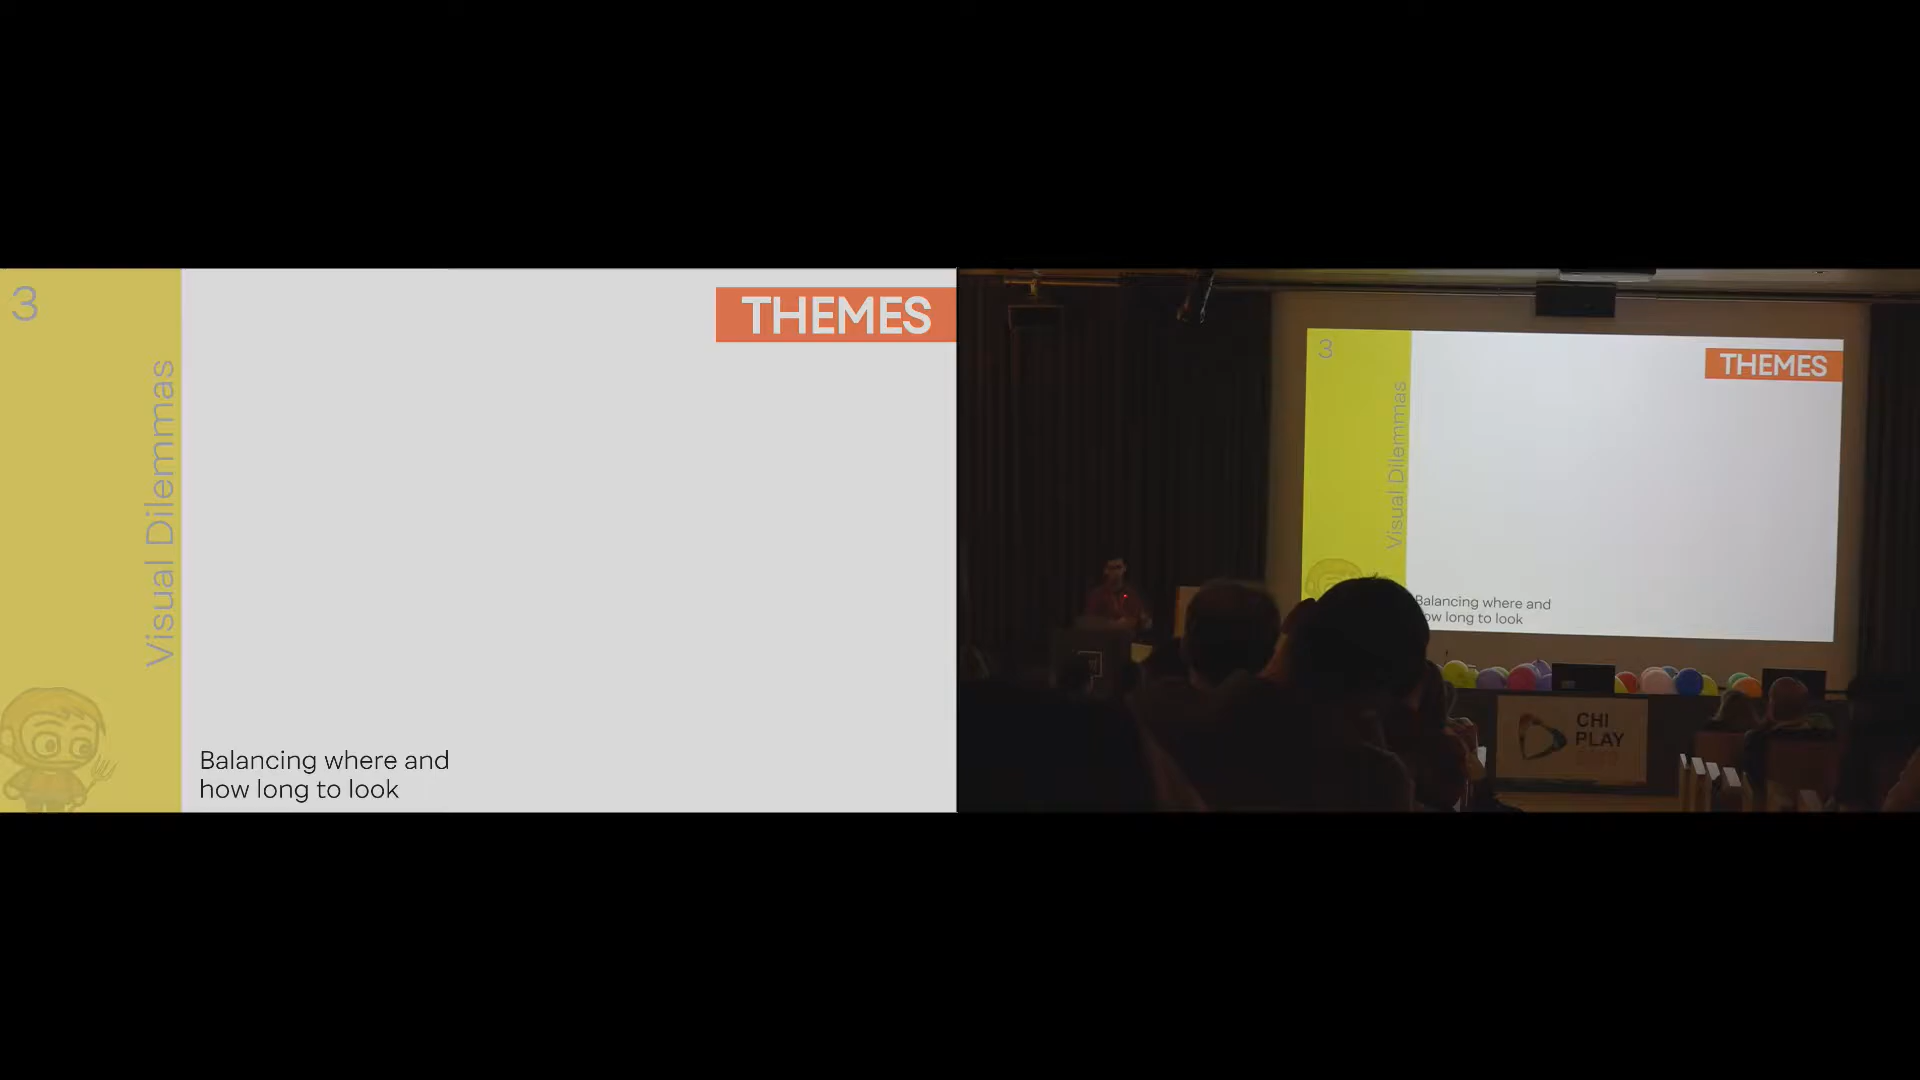 3
THEMES
Visual Dilemmas
Balancing where and
how long to look
3
THEMES
Visual Dilemmas
Balancing where and
ow long to look
CHI
PLAY